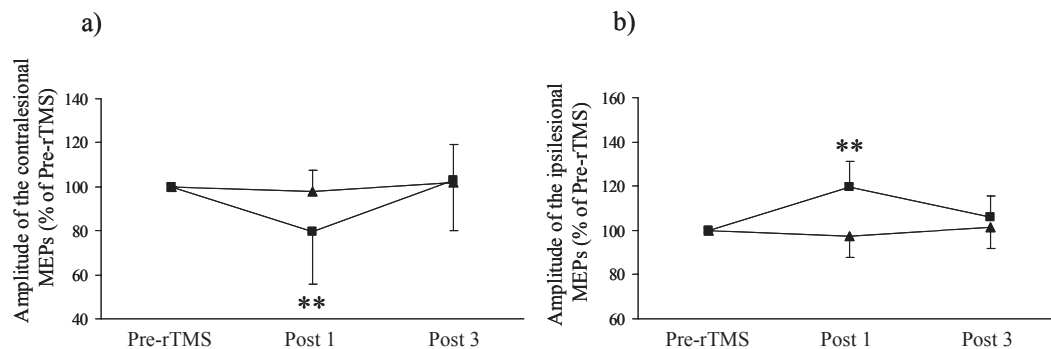 a)
Amplitude of the contralesional
MEPs (% of Pre-rTMS)
140
120
100
80
60
40
**
Pre-rTMS Post 1 Post 3
b)
Amplitude of the ipsilesional
MEPs (% of Pre-rTMS)
160
140
120
100
80
60
**
Pre-rTMS Post 1 Post 3